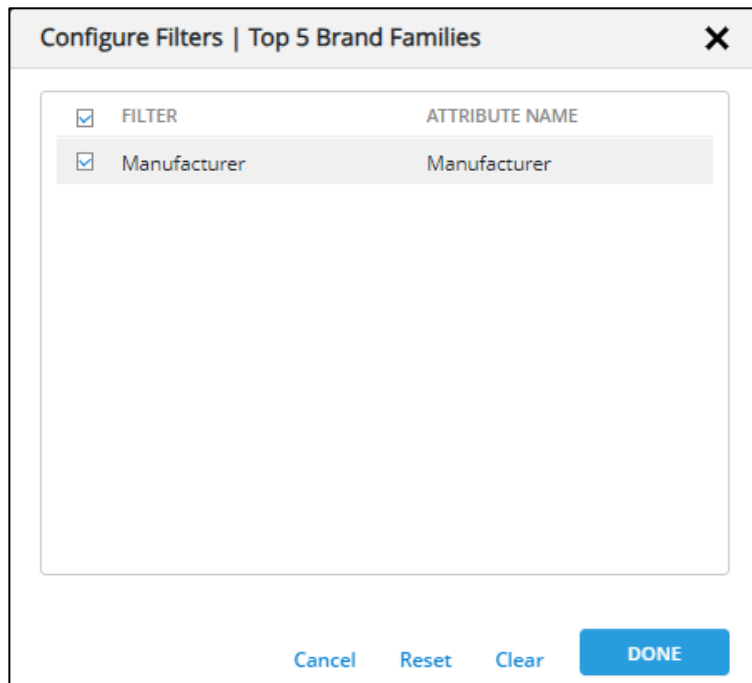 Configure Filters | Top 5 Brand Families
FILTER ATTRIBUTE NAME
Manufacturer Manufacturer
Cancel Reset Clear DONE